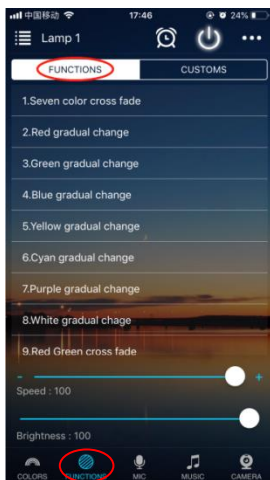 中国移动 17:46 24%
Lamp 1
FUNCTIONS CUSTOMS
1.Seven color cross fade
2.Red gradual change
3.Green gradual change
4.Blue gradual change
5.Yellow gradual change
6.Cyan gradual change
7.Purple gradual change
8.White gradual chage
9.Red Green cross fade
- +
Speed : 100
Brightness : 100
COLORS FUNCTIONS MIC MUSIC CAMERA